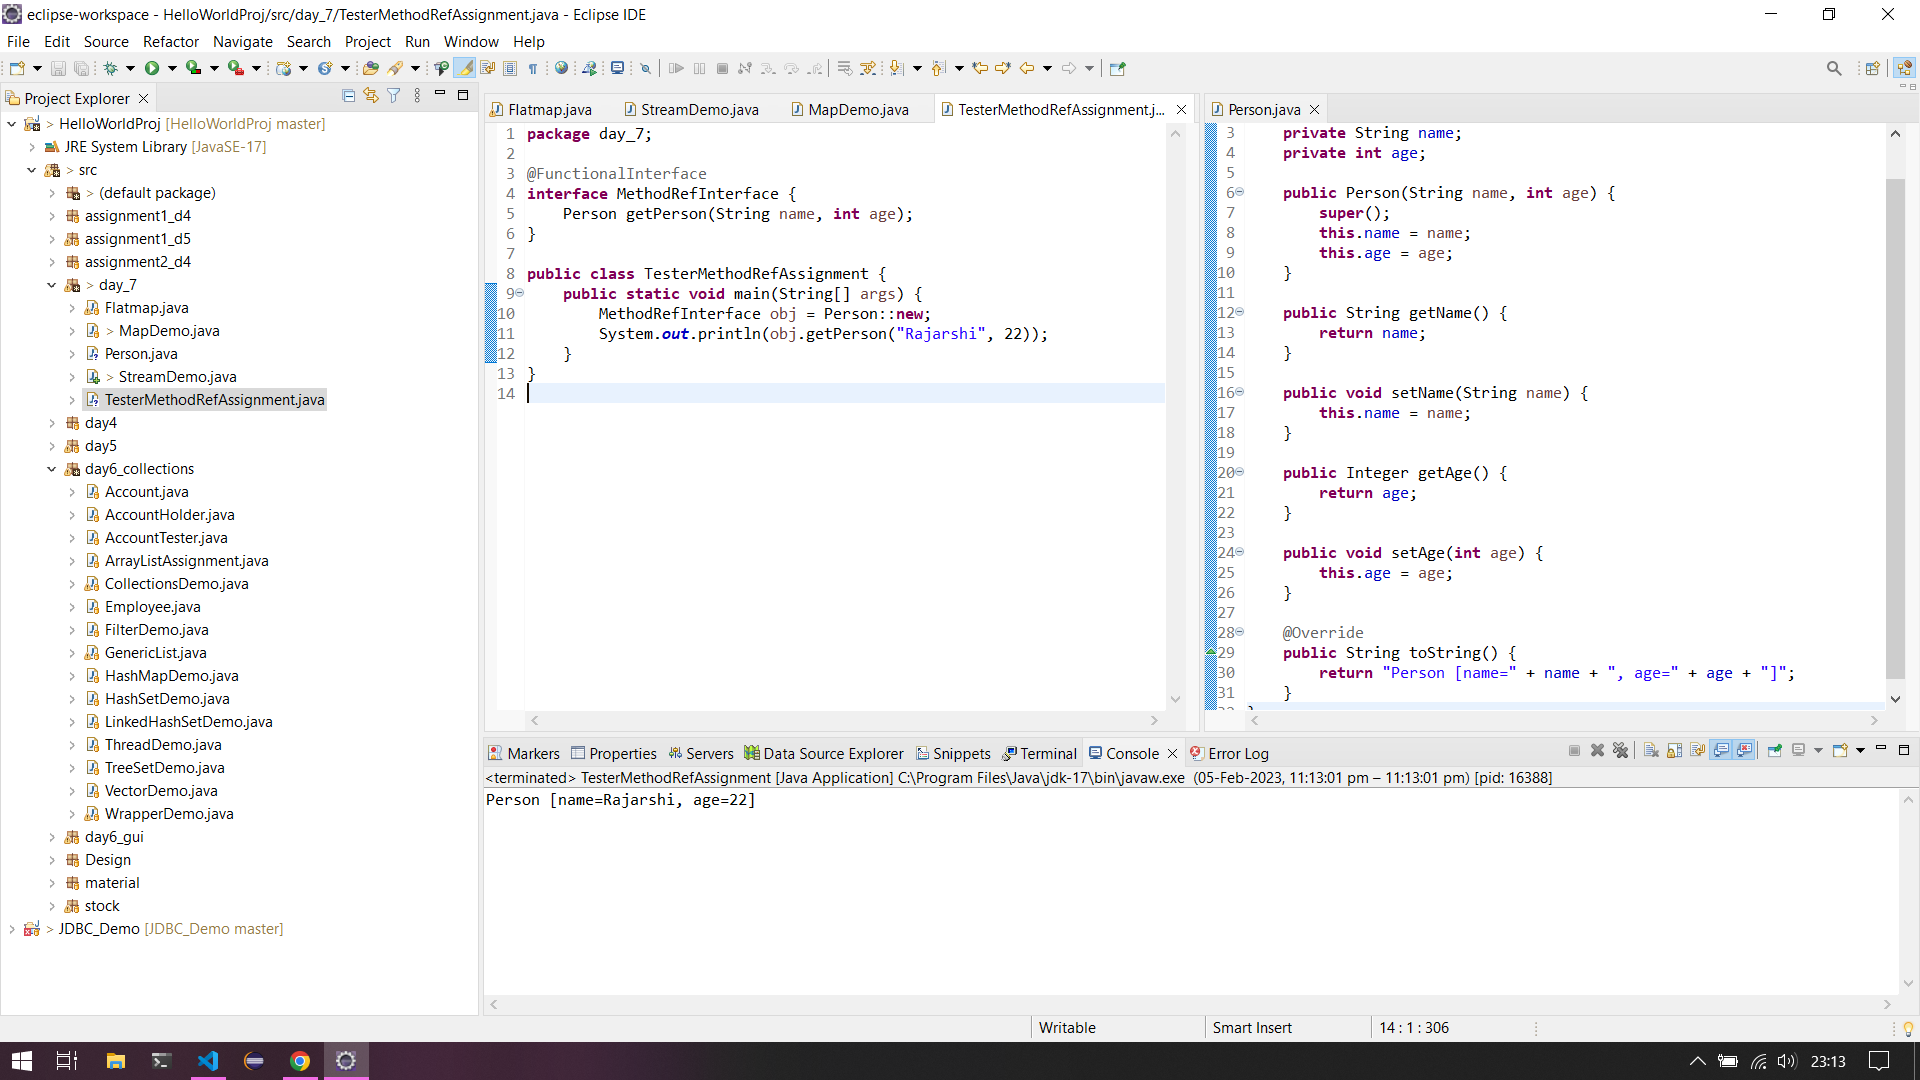 eclipse-workspace - HelloWorldProj/src/day_7/TesterMethodRefAssignment.java - Eclipse IDE
File Edit Source Refactor Navigate Search Project Run Window Help
Project Explorer
> HelloWorldProj [HelloWorldProj master]
JRE System Library [JavaSE-17]
> src
> (default package)
assignment1_d4
assignment1_d5
assignment2_d4
> day_7
Flatmap.java
> MapDemo.java
Person.java
> StreamDemo.java
TesterMethodRefAssignment.java
day4
day5
day6_collections
Account.java
AccountHolder.java
AccountTester.java
ArrayListAssignment.java
CollectionsDemo.java
Employee.java
FilterDemo.java
GenericList.java
HashMapDemo.java
HashSetDemo.java
LinkedHashSetDemo.java
ThreadDemo.java
TreeSetDemo.java
VectorDemo.java
WrapperDemo.java
day6_gui
Design
material
stock
> JDBC_Demo [JDBC_Demo master]
Flatmap.java StreamDemo.java MapDemo.java TesterMethodRefAssignment.j...
1 package day_7;
2
3 @FunctionalInterface
4 interface MethodRefInterface {
5 Person getPerson(String name, int age);
6 }
7
8 public class TesterMethodRefAssignment {
9 public static void main(String[] args) {
10 MethodRefInterface obj = Person::new;
11 System.out.println(obj.getPerson("Rajarshi", 22));
12 }
13 }
14
Person.java
3 private String name;
4 private int age;
5
6 public Person(String name, int age) {
7 super();
8 this.name = name;
9 this.age = age;
10 }
11
12 public String getName() {
13 return name;
14 }
15
16 public void setName(String name) {
17 this.name = name;
18 }
19
20 public Integer getAge() {
21 return age;
22 }
23
24 public void setAge(int age) {
25 this.age = age;
26 }
27
28 @Override
29 public String toString() {
30 return "Person [name=" + name + ", age=" + age + "]";
31 }
Markers Properties Servers Data Source Explorer Snippets Terminal Console Error Log
<terminated> TesterMethodRefAssignment [Java Application] C:\Program Files\Java\jdk-17\bin\javaw.exe (05-Feb-2023, 11:13:01 pm – 11:13:01 pm) [pid: 16388]
Person [name=Rajarshi, age=22]
Writable Smart Insert 14 : 1 : 306
23:13